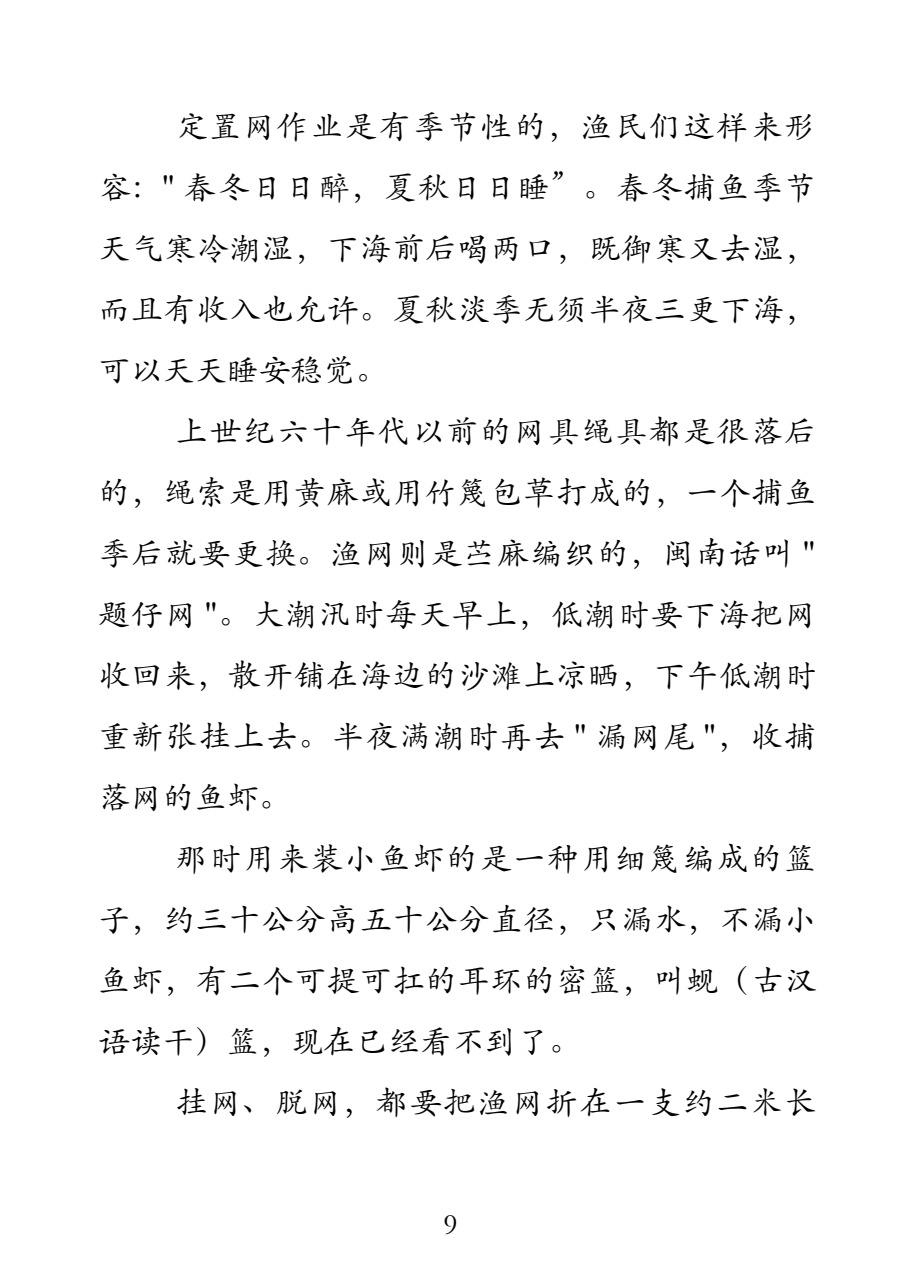 定置网作业是有季节性的，渔民们这样来形
容："春冬日日醉，夏秋日日睡”。春冬捕鱼季节
天气寒冷潮湿，下海前后喝两口，既御寒又去湿，
而且有收入也允许。夏秋淡季无须半夜三更下海，
可以天天睡安稳觉。
上世纪六十年代以前的网具绳具都是很落后
的，绳索是用黄麻或用竹篾包草打成的，一个捕鱼
季后就要更换。渔网则是苎麻编织的，闽南话叫"
题仔网"。大潮汛时每天早上，低潮时要下海把网
收回来，散开铺在海边的沙滩上凉晒，下午低潮时
重新张挂上去。半夜满潮时再去"漏网尾"，收捕
落网的鱼虾。
那时用来装小鱼虾的是一种用细篾编成的篮
子，约三十公分高五十公分直径，只漏水，不漏小
鱼虾，有二个可提可扛的耳环的密篮，叫蚬（古汉
语读干）篮，现在已经看不到了。
挂网、脱网，都要把渔网折在一支约二米长
9